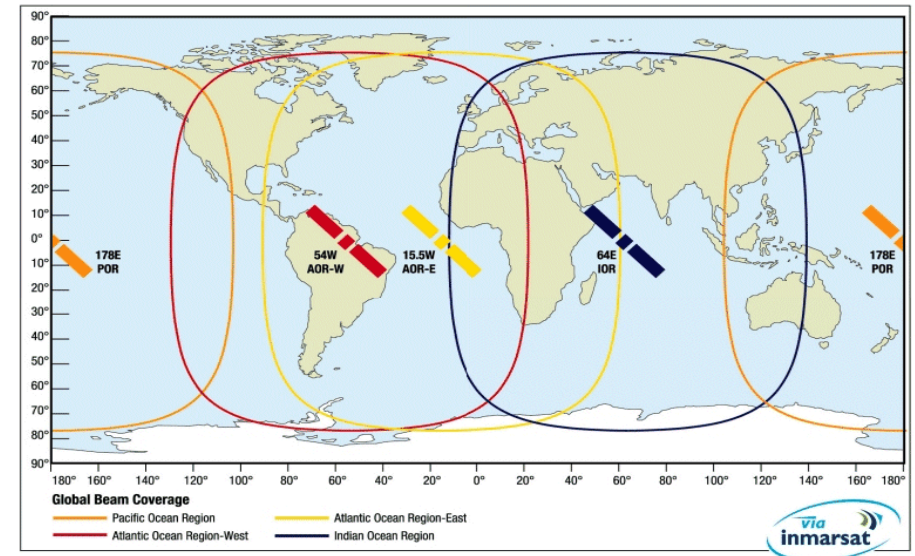 90°
80°
70°
60°
50°
40°
30°
20°
10°
0°
10°
20°
30°
40°
50°
60°
70°
80°
90°
178E
POR
54W
AOR-W
15.5W
AOR-E
64E
IOR
178E
POR
180° 160° 140° 120° 100° 80° 60° 40° 20° 0° 20° 40° 60° 80° 100° 120° 140° 160° 180°
Global Beam Coverage
Pacific Ocean Region
Atlantic Ocean Region-East
Atlantic Ocean Region-West
Indian Ocean Region
via
inmarsat